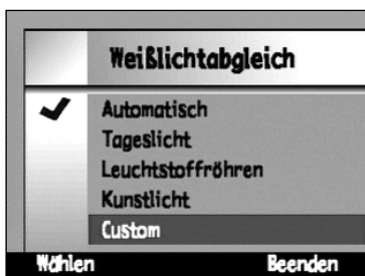 Weißlichtabgleich
Automatisch
Tageslicht
Leuchtstoffröhren
Kunstlicht
Custom
Wählen Beenden